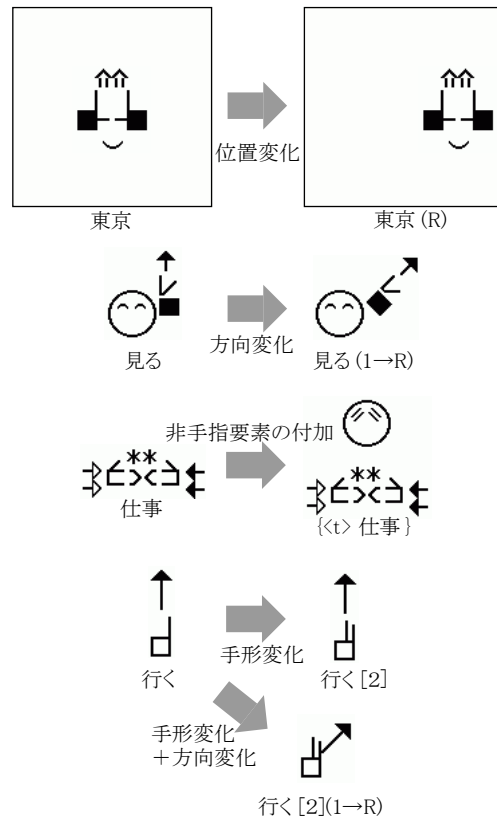 位置変化
東京
東京(R)
方向変化
見る
見る(1→R)
非手指要素の付加
仕事
{<t> 仕事}
手形変化
行く
行く[2]
手形変化
+方向変化
行く[2](1→R)